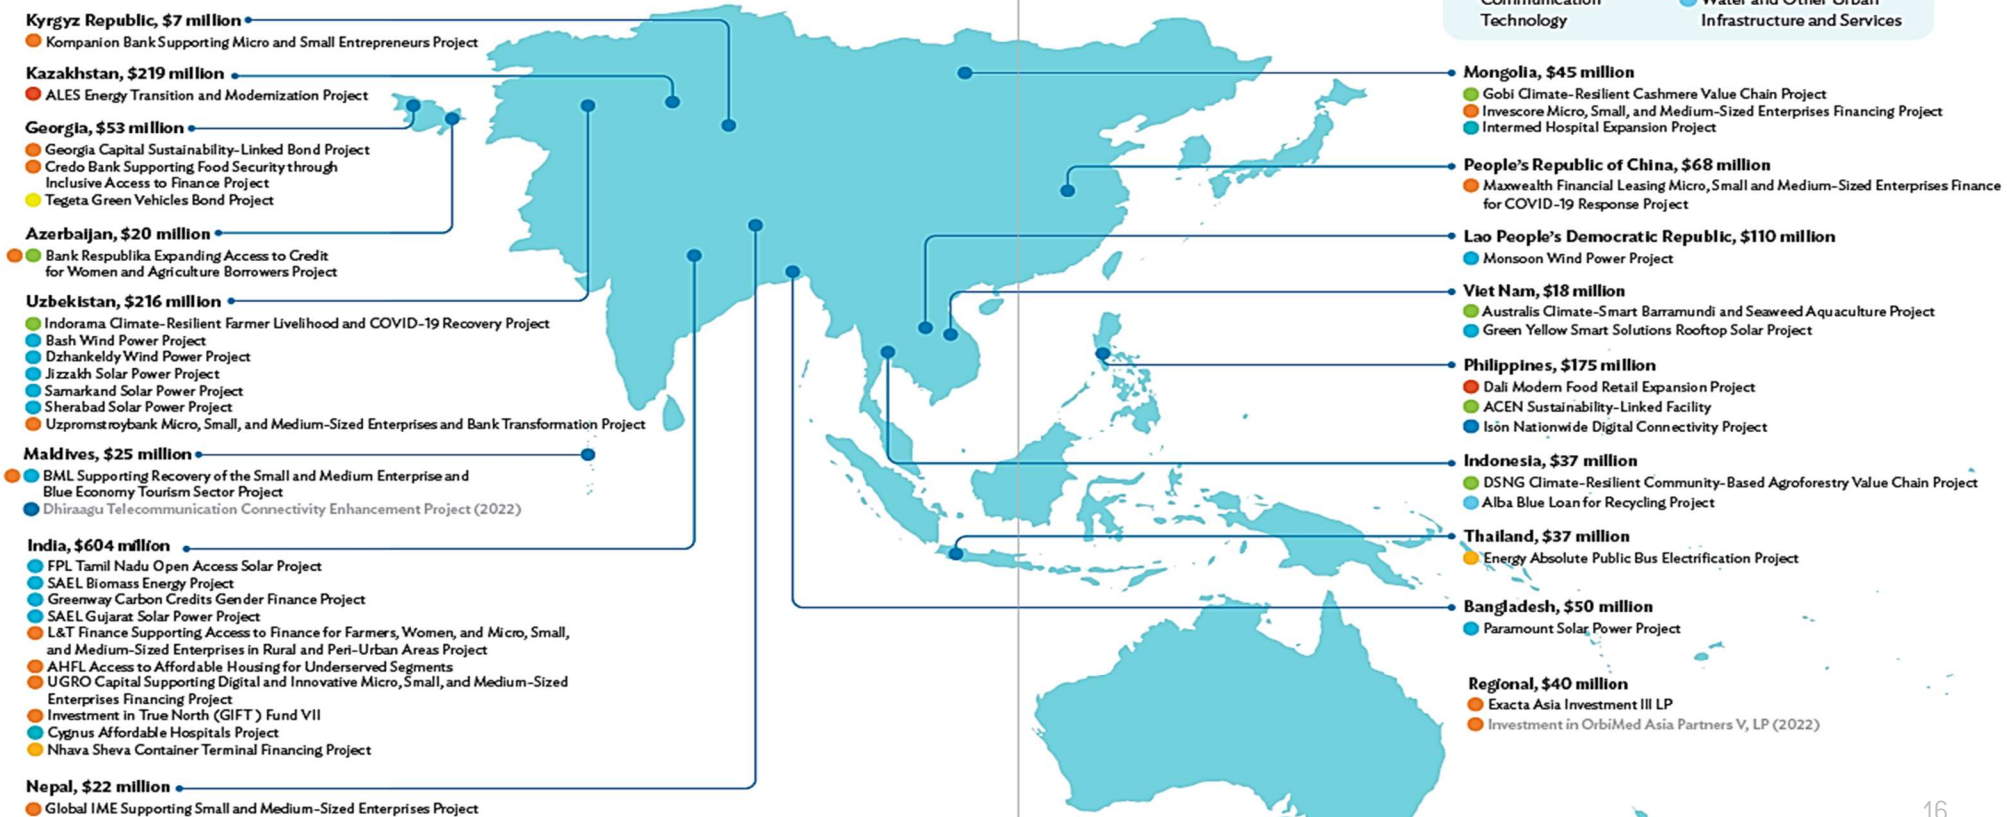 Kyrgyz Republic, $7 million
Kompanion Bank Supporting Micro and Small Entrepreneurs Project
Kazakhstan, $219 million
ALES Energy Transition and Modernization Project
Georgia, $53 million
Georgia Capital Sustainability-Linked Bond Project
Credo Bank Supporting Food Security through
Inclusive Access to Finance Project
Tegeta Green Vehicles Bond Project
Azerbaijan, $20 million
Bank Respublika Expanding Access to Credit
for Women and Agriculture Borrowers Project
Uzbekistan, $216 million
Indorama Climate-Resilient Farmer Livelihood and COVID-19 Recovery Project
Bash Wind Power Project
Dzhankeldy Wind Power Project
Jizzakh Solar Power Project
Samarkand Solar Power Project
Sherabad Solar Power Project
Uzpromstroybank Micro, Small, and Medium-Sized Enterprises and Bank Transformation Project
Maldives, $25 million
BML Supporting Recovery of the Small and Medium Enterprise and
Blue Economy Tourism Sector Project
Dhiraagu Telecommunication Connectivity Enhancement Project (2022)
India, $604 million
FPL Tamil Nadu Open Access Solar Project
SAEL Biomass Energy Project
Greenway Carbon Credits Gender Finance Project
SAEL Gujarat Solar Power Project
L&T Finance Supporting Access to Finance for Farmers, Women, and Micro, Small,
and Medium-Sized Enterprises in Rural and Peri-Urban Areas Project
AHFL Access to Affordable Housing for Underserved Segments
UGRO Capital Supporting Digital and Innovative Micro, Small, and Medium-Sized
Enterprises Financing Project
Investment in True North (GIFT) Fund VII
Cygnus Affordable Hospitals Project
Nhava Sheva Container Terminal Financing Project
Nepal, $22 million
Global IME Supporting Small and Medium-Sized Enterprises Project
Communication
Technology
Water and Other Urban
Infrastructure and Services
Mongolia, $45 million
Gobi Climate-Resilient Cashmere Value Chain Project
Invescore Micro, Small, and Medium-Sized Enterprises Financing Project
Intermed Hospital Expansion Project
People's Republic of China, $68 million
Maxwealth Financial Leasing Micro, Small and Medium-Sized Enterprises Finance
for COVID-19 Response Project
Lao People's Democratic Republic, $110 million
Monsoon Wind Power Project
Viet Nam, $18 million
Australis Climate-Smart Barramundi and Seaweed Aquaculture Project
Green Yellow Smart Solutions Rooftop Solar Project
Philippines, $175 million
Dali Modern Food Retail Expansion Project
ACEN Sustainability-Linked Facility
Ison Nationwide Digital Connectivity Project
Indonesia, $37 million
DSNG Climate-Resilient Community-Based Agroforestry Value Chain Project
Alba Blue Loan for Recycling Project
Thailand, $37 million
Energy Absolute Public Bus Electrification Project
Bangladesh, $50 million
Paramount Solar Power Project
Regional, $40 million
Exacta Asia Investment III LP
Investment in OrbiMed Asia Partners V, LP (2022)
16